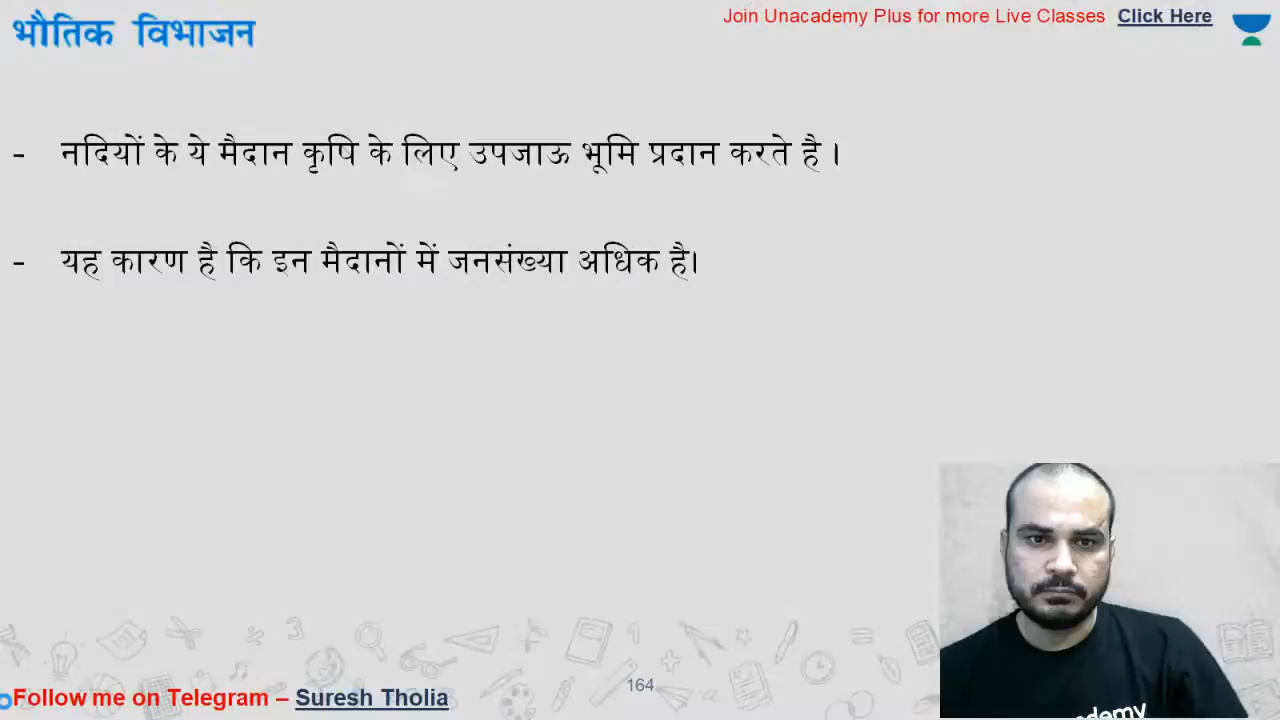 भौतिक विभाजन
Join Unacademy Plus for more Live Classes Click Here
- नदियों के ये मैदान कृषि के लिए उपजाऊ भूमि प्रदान करते है ।
- यह कारण है कि इन मैदानों में जनसंख्या अधिक है।
164
Follow me on Telegram – Suresh Tholia
ademy